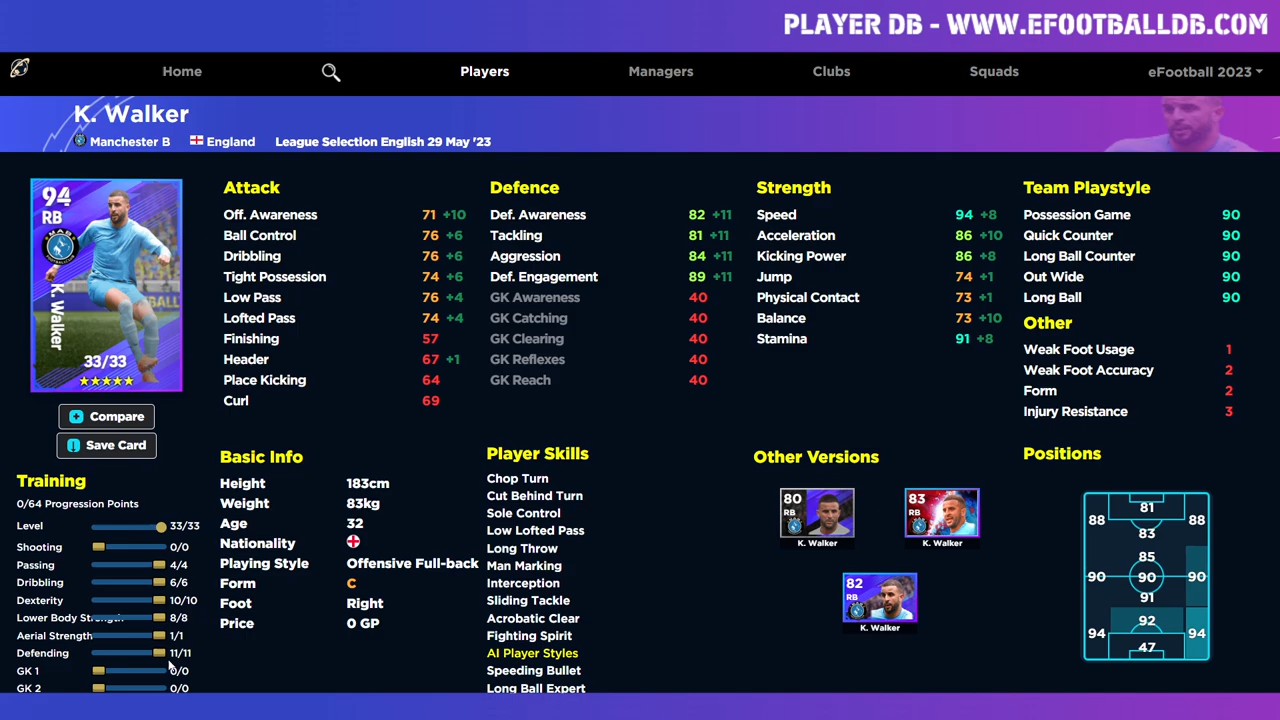 PLAYER DB - WWW.EFOOTBALLDB.COM
Home Players Managers Clubs Squads eFootball 2023
K. Walker
Manchester B England League Selection English 29 May '23
94
RB
K. Walker
33/33
Compare
Save Card
Training
0/64 Progression Points
Level 33/33
Shooting 0/0
Passing 4/4
Dribbling 6/6
Dexterity 10/10
Lower Body Strength 8/8
Aerial Strength 1/1
Defending 11/11
GK 1 0/0
GK 2 0/0
Attack
Off. Awareness 71 +10
Ball Control 76 +6
Dribbling 76 +6
Tight Possession 74 +6
Low Pass 76 +4
Lofted Pass 74 +4
Finishing 57
Header 67 +1
Place Kicking 64
Curl 69
Defence
Def. Awareness 82 +11
Tackling 81 +11
Aggression 84 +11
Def. Engagement 89 +11
GK Awareness 40
GK Catching 40
GK Clearing 40
GK Reflexes 40
GK Reach 40
Strength
Speed 94 +8
Acceleration 86 +10
Kicking Power 86 +8
Jump 74 +1
Physical Contact 73 +1
Balance 73 +10
Stamina 91 +8
Team Playstyle
Possession Game 90
Quick Counter 90
Long Ball Counter 90
Out Wide 90
Long Ball 90
Other
Weak Foot Usage 1
Weak Foot Accuracy 2
Form 2
Injury Resistance 3
Basic Info
Height 183cm
Weight 83kg
Age 32
Nationality
Playing Style Offensive Full-back
Form C
Foot Right
Price 0 GP
Player Skills
Chop Turn
Cut Behind Turn
Sole Control
Low Lofted Pass
Long Throw
Man Marking
Interception
Sliding Tackle
Acrobatic Clear
Fighting Spirit
AI Player Styles
Speeding Bullet
Long Ball Expert
Other Versions
80
RB
K. Walker
83
RB
K. Walker
82
RB
K. Walker
Positions
81
88 88
83
85
90 90 90
91
92
94 94
47